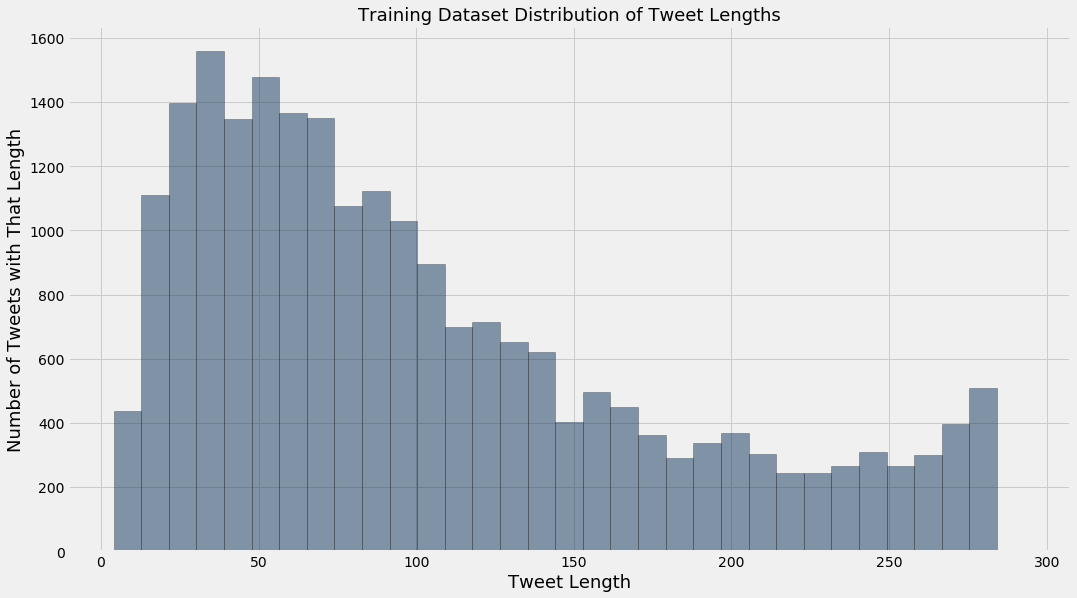 Training Dataset Distribution of Tweet Lengths
Number of Tweets with That Length
1600
1400
1200
1000
800
600
400
200
0
0 50 100 150 200 250 300
Tweet Length